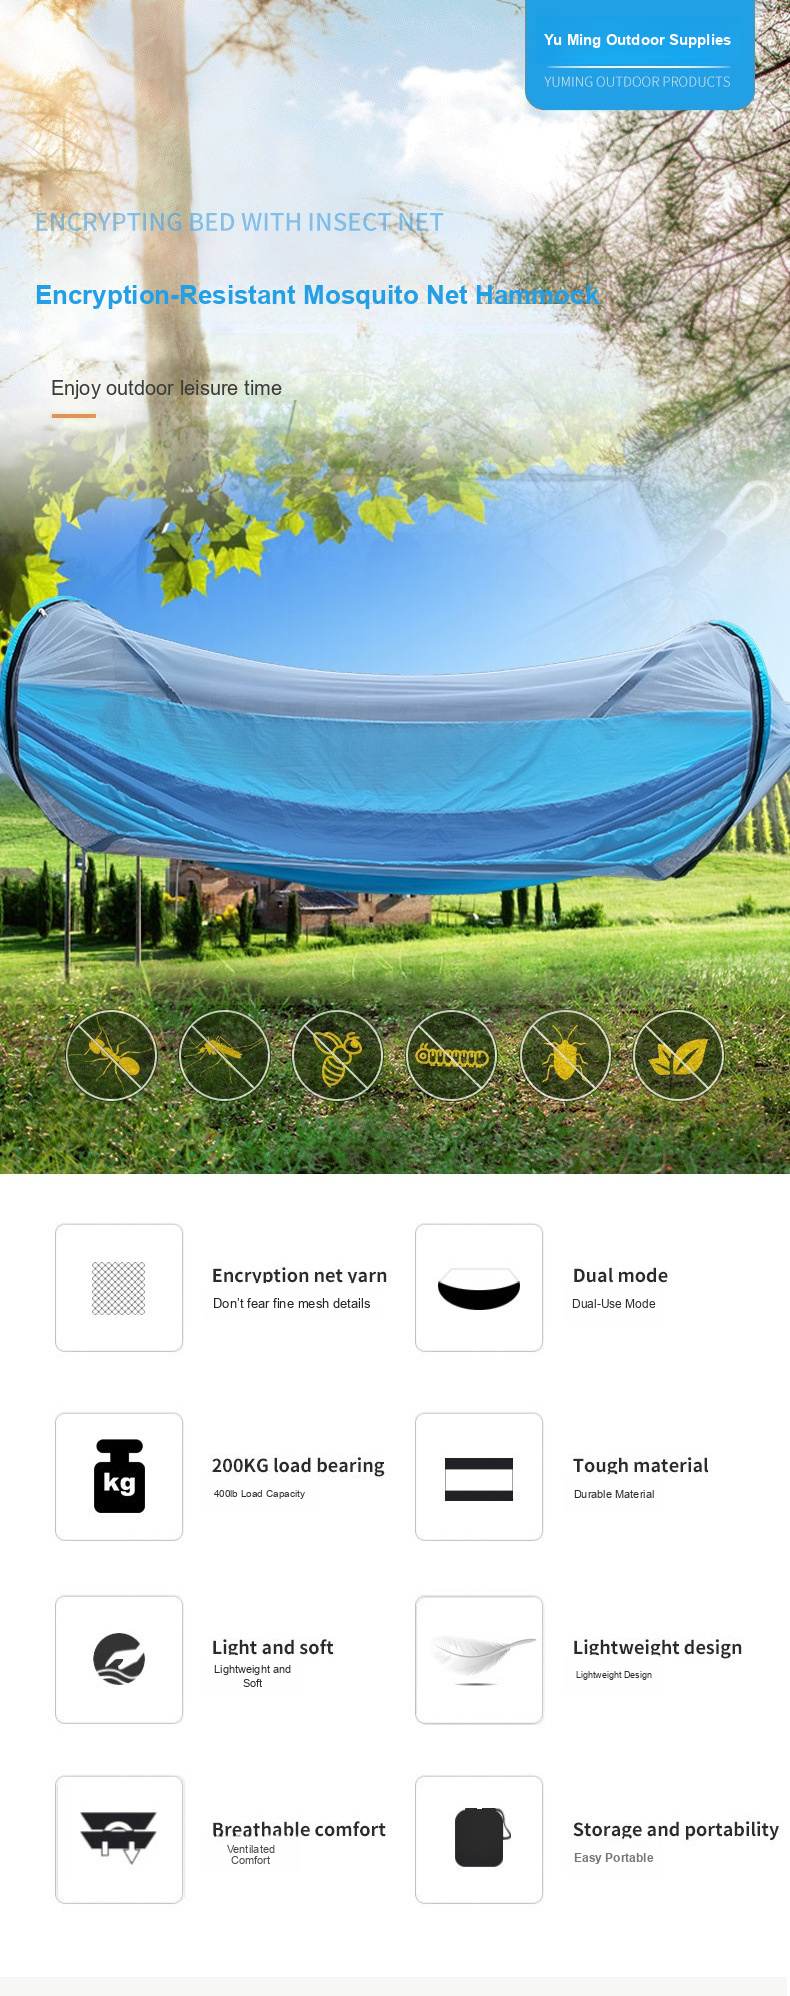 Yu Ming Outdoor Supplies
YUMING OUTDOOR PRODUCTS
ENCRYPTING BED WITH INSECT NET
Encryption-Resistant Mosquito Net Hammock
Enjoy outdoor leisure time
Encryption net yarn
Don't fear fine mesh details
Dual mode
Dual-Use Mode
kg
200KG load bearing
400lb Load Capacity
Tough material
Durable Material
Light and soft
Lightweight and
Soft
Lightweight design
Lightweight Design
Breathable comfort
Ventilated
Comfort
Storage and portability
Easy Portable